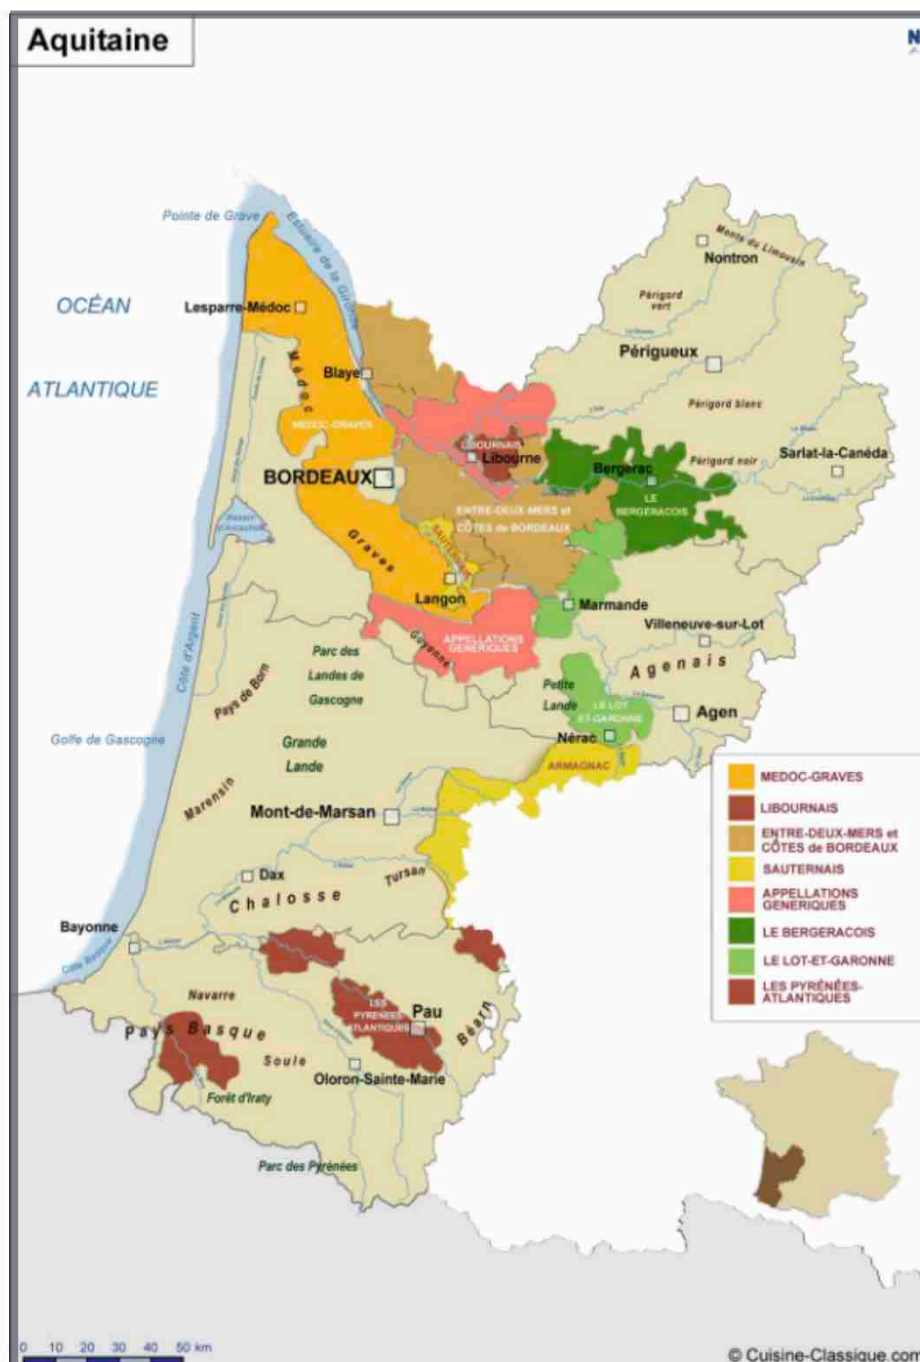 Aquitaine
N
Pointe de Grave
Estuaire de la Gironde
Monts du Limousin
Nontron
OCÉAN
Lesparre-Médoc
Périgord
vert
ATLANTIQUE
Médoc
Blaye
Périgueux
MEDOC-GRAVES
Périgord blanc
LIBOURNAIS
Libourne
BORDEAUX
Bergerac
Périgord noir
Sarlat-la-Canéda
LE
BERGERACOIS
ENTRE-DEUX-MERS et
CÔTES de BORDEAUX
Bassin
d'Arcachon
Graves
Langon
Marmande
Villeneuve-sur-Lot
Guyenne
APPELLATIONS
GENERIQUES
Côte d'Argent
Parc des
Landes de
Gascogne
Pays de Born
Agenais
Petite
Lande
LE LOT
ET-GARONNE
Agen
Golfe de Gascogne
Nérac
Grande
Lande
ARMAGNAC
Marensin
Mont-de-Marsan
Dax
Tursan
Chalosse
Bayonne
Côte Basque
Navarre
Pays Basque
LES
PYRÉNÉES
ATLANTIQUES
Pau
Béarn
Soule
Oloron-Sainte-Marie
Forêt d'Iraty
Parc des Pyrénées
MEDOC-GRAVES
LIBOURNAIS
ENTRE-DEUX-MERS et
CÔTES de BORDEAUX
SAUTERNAIS
APPELLATIONS
GENERIQUES
LE BERGERACOIS
LE LOT-ET-GARONNE
LES PYRÉNÉES-
ATLANTIQUES
0 10 20 30 40 50 km
© Cuisine-Classique.com